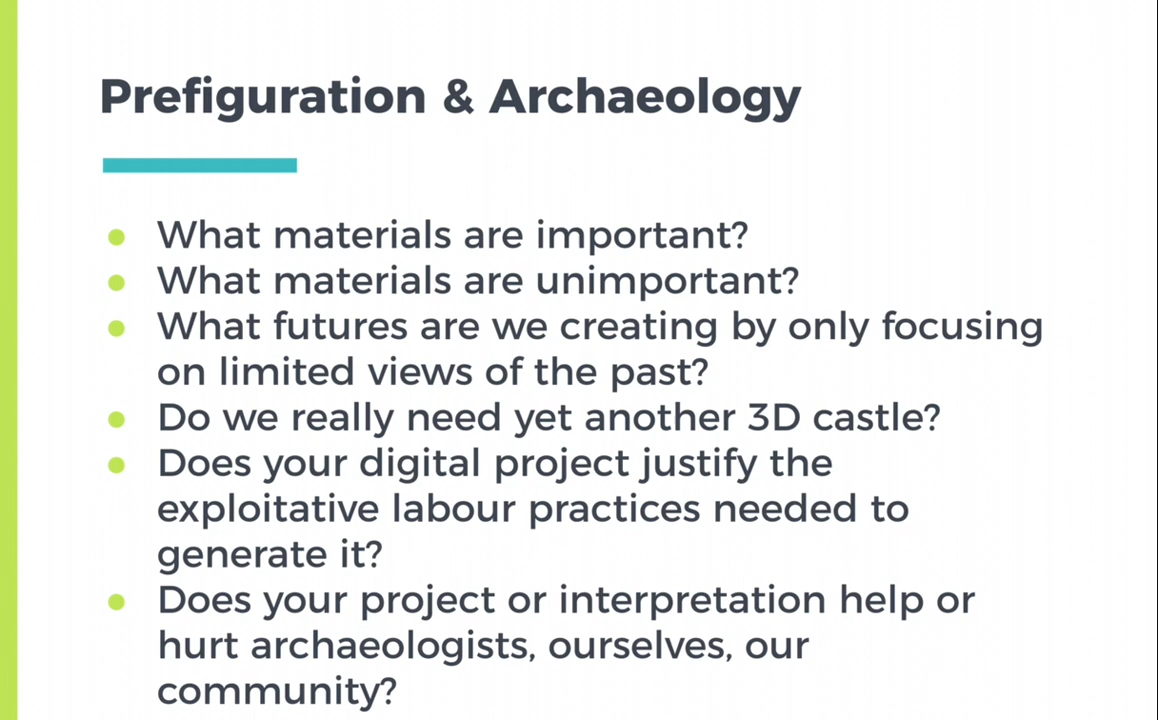 Prefiguration & Archaeology
● What materials are important?
● What materials are unimportant?
● What futures are we creating by only focusing
on limited views of the past?
● Do we really need yet another 3D castle?
● Does your digital project justify the
exploitative labour practices needed to
generate it?
● Does your project or interpretation help or
hurt archaeologists, ourselves, our
community?